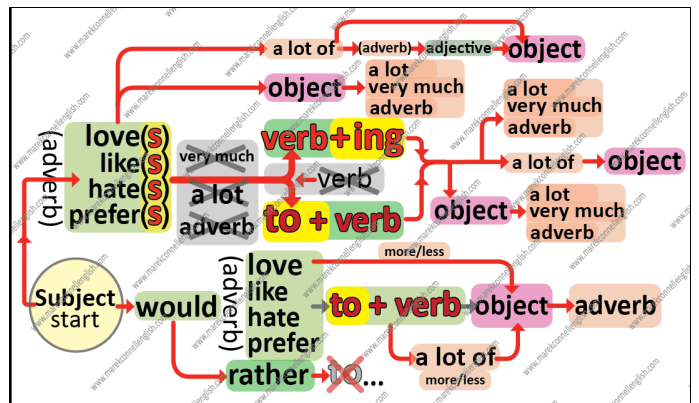 a lot of (adverb) adjective object
object
a lot
very much
adverb
(adverb)
love(s)
like(s)
hate(s)
prefer(s)
very much
a lot
adverb
verb+ing
verb
to + verb
a lot
very much
adverb
a lot of object
object
a lot
very much
adverb
Subject
start
would
(adverb)
love
like
hate
prefer
more/less
to + verb object adverb
a lot of
more/less
rather to...
www.marekconnellenglish.com